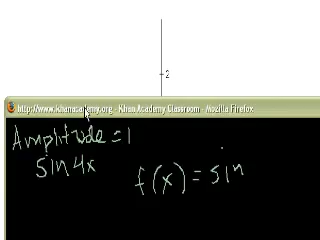 2
http://www.khanacademy.org - Khan Academy Classroom - Mozilla Firefox
Amplitude = 1
sin 4x
f(x) = sin